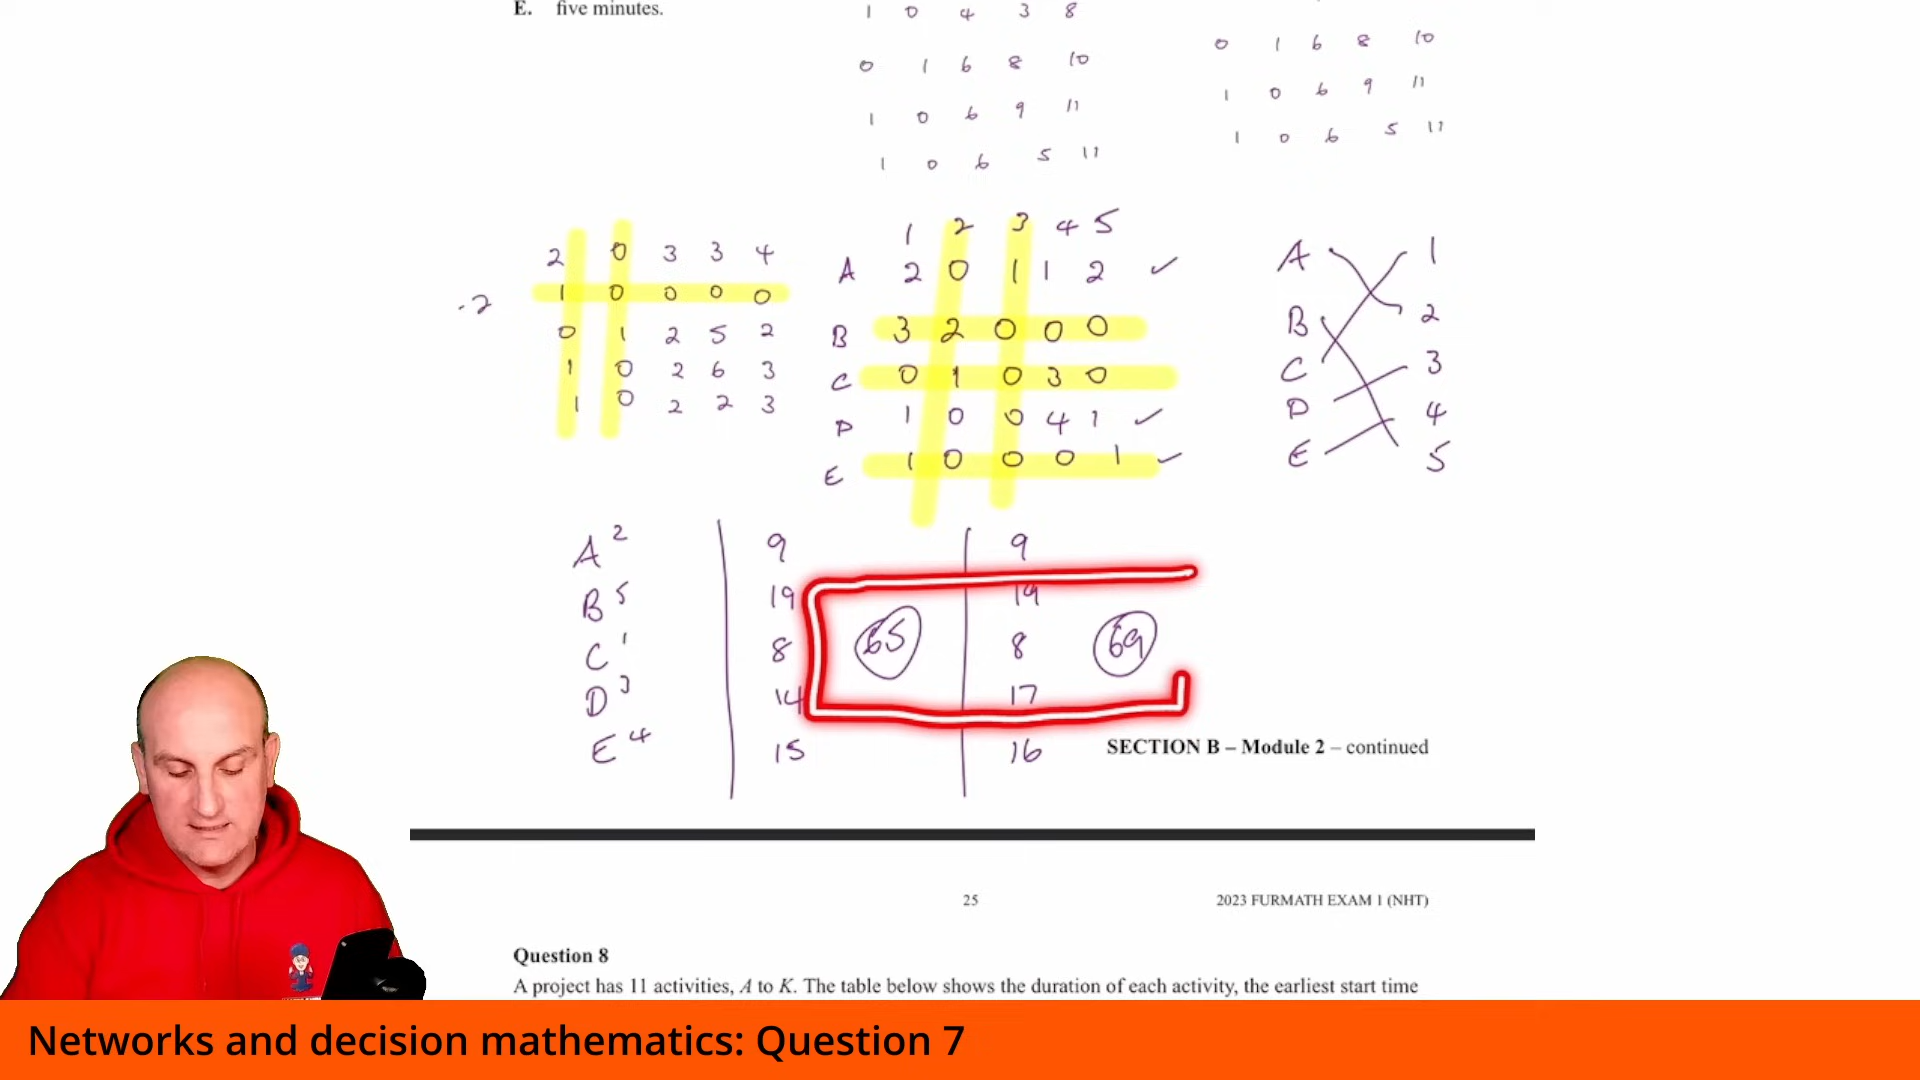 E. five minutes.
1 0 4 3 8
0 1 6 8 10
1 0 6 9 11
1 0 6 5 11
0 1 6 8 10
1 0 6 9 11
1 0 6 5 11
2 0 3 3 4
-2 1 0 0 0 0
0 1 2 5 2
1 0 2 6 3
1 0 2 2 3
1 2 3 4 5
A 2 0 1 1 2 ✓
B 3 2 0 0 0
C 0 1 0 3 0
D 1 0 0 4 1 ✓
E 1 0 0 0 1 ✓
A 1
B 2
C 3
D 4
E 5
A 2 9 9
B 5 19 19
C 1 8 65 8 69
D 3 14 17
E 4 15 16
SECTION B – Module 2 – continued
25 2023 FURMATH EXAM 1 (NHT)
Question 8
A project has 11 activities, A to K. The table below shows the duration of each activity, the earliest start time
Networks and decision mathematics: Question 7